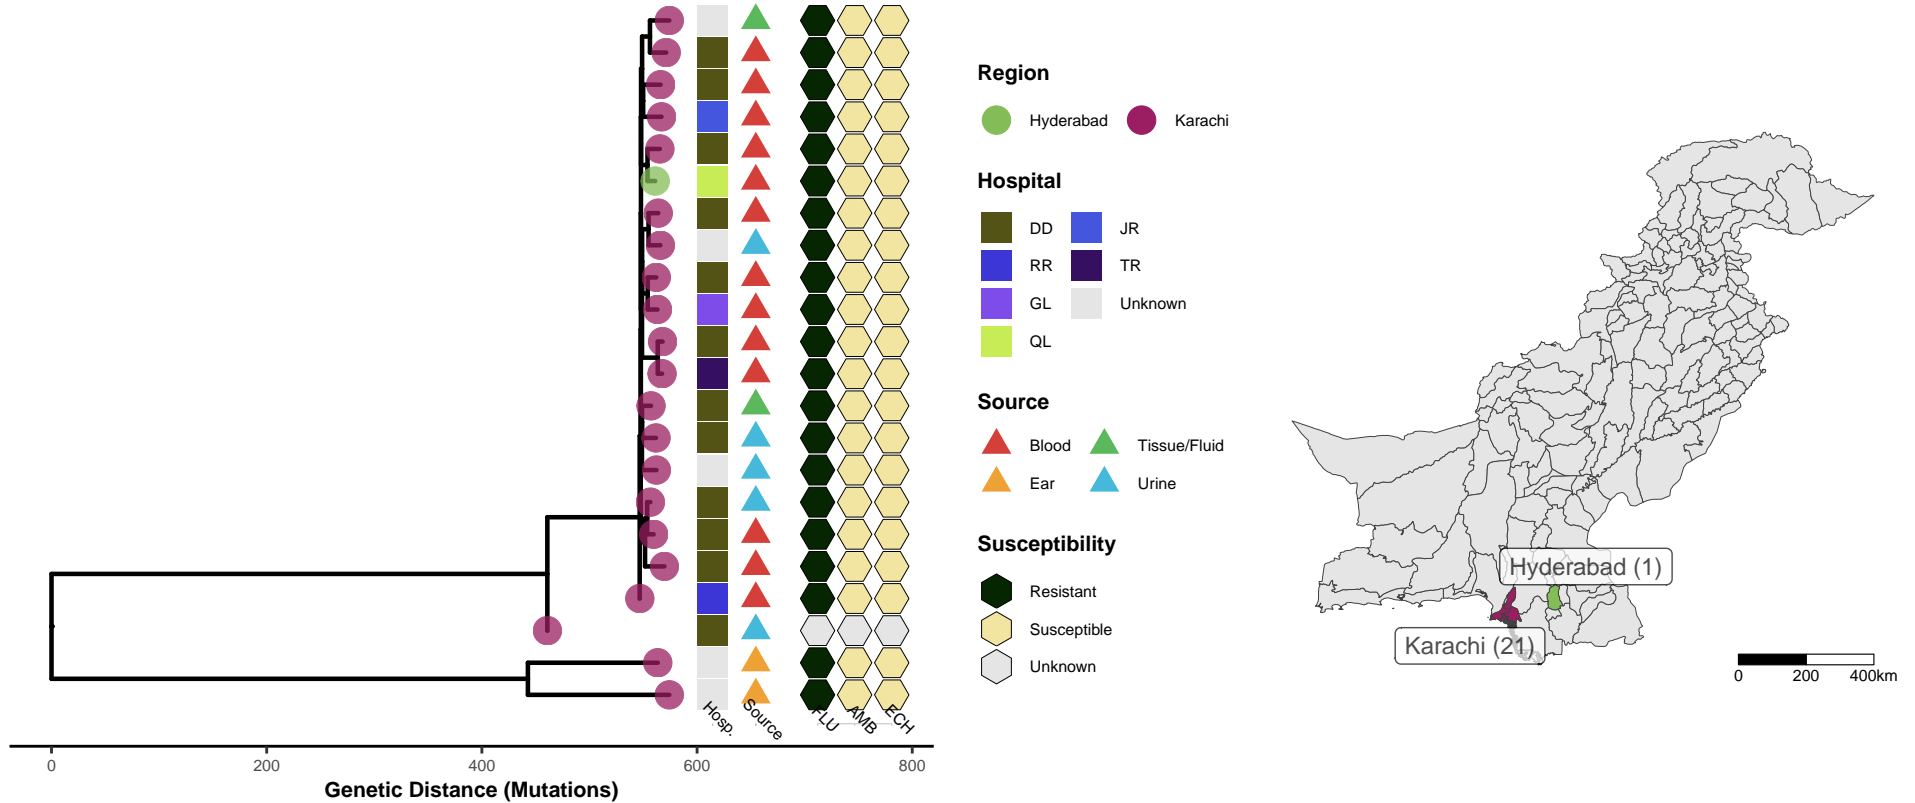 Region
Hyderabad
Karachi
Hospital
DD
JR
RR
TR
GL
Unknown
QL
Source
Blood
Tissue/Fluid
Ear
Urine
Susceptibility
Resistant
Susceptible
Unknown
Hosp.
Source
FLU
AMB
ECH
0
200
400
600
800
Genetic Distance (Mutations)
Hyderabad (1)
Karachi (21)
0
200
400km